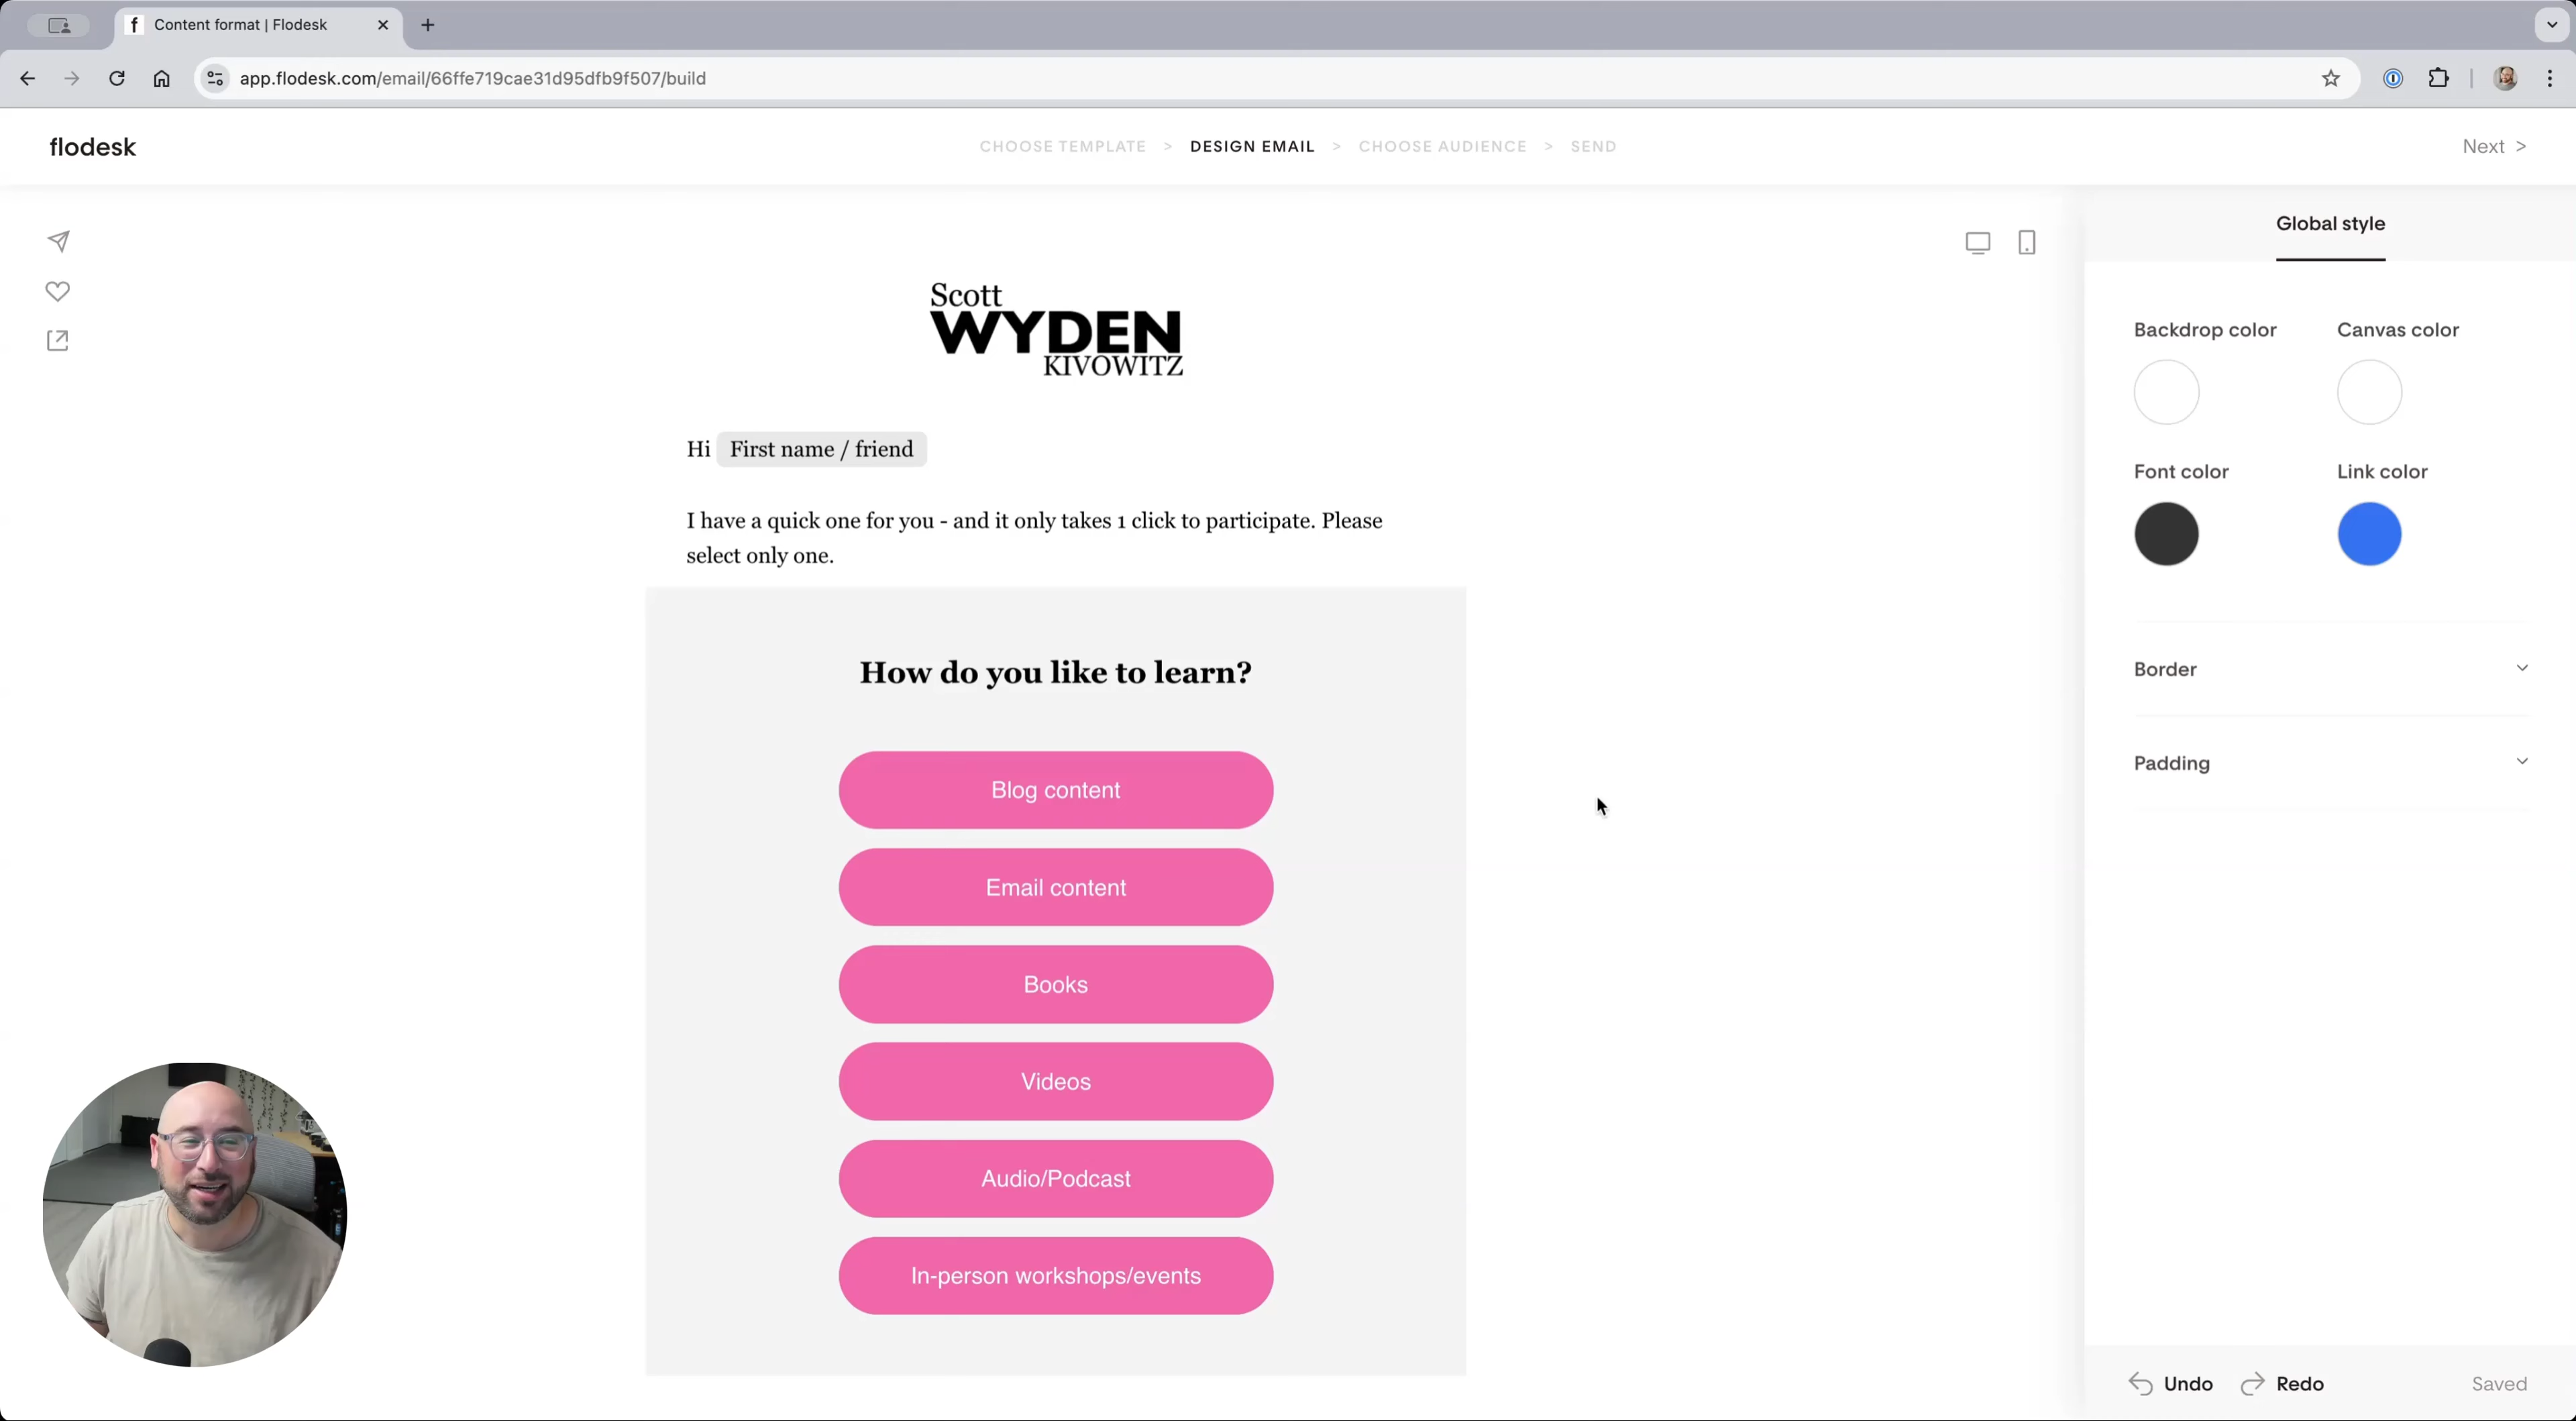 Content format | Flodesk
app.flodesk.com/email/66ffe719cae31d95dfb9f507/build
flodesk
CHOOSE TEMPLATE > DESIGN EMAIL > CHOOSE AUDIENCE > SEND
Next >
Global style
Scott
WYDEN
KIVOWITZ
Hi First name / friend
I have a quick one for you - and it only takes 1 click to participate. Please
select only one.
How do you like to learn?
Blog content
Email content
Books
Videos
Audio/Podcast
In-person workshops/events
Backdrop color Canvas color
Font color Link color
Border
Padding
Undo Redo Saved